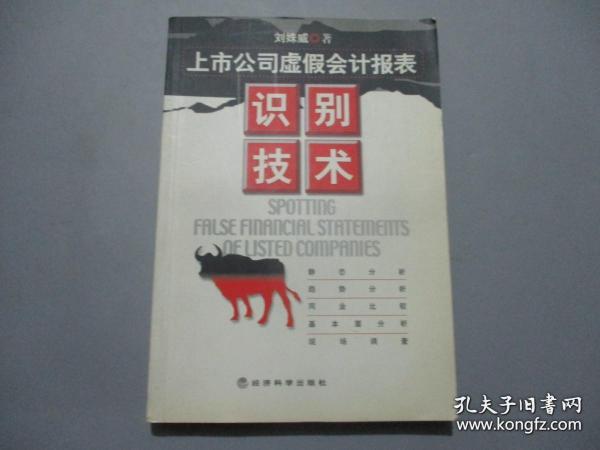 刘姝威◎著
上市公司虚假会计报表
识别
技术
SPOTTING
FALSE FINANCIAL STATEMENTS
OF LISTED COMPANIES
静态分析
趋势分析
同业比较
基本面分析
现场调查
经济科学出版社
孔夫子旧书网
www.kongfz.com